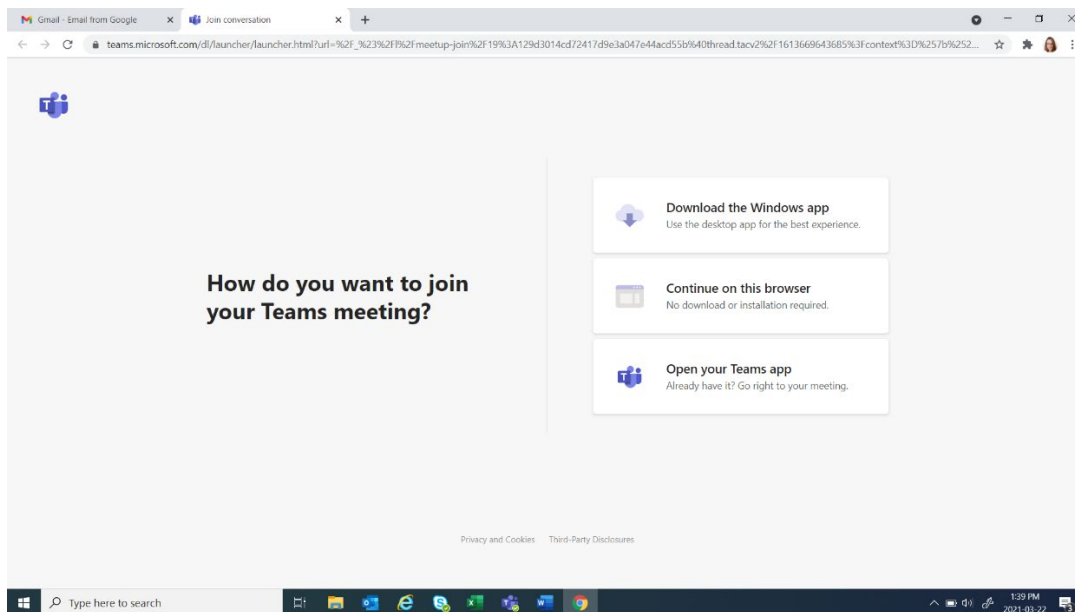 Gmail - Email from Google
Join conversation
teams.microsoft.com/dl/launcher/launcher.html?url=%2F_%23%2Fl%2Fmeetup-join%2F19%3A129d3014cd72417d9e3a047e44acd55b%40thread.tacv2%2F1613669643685%3Fcontext%3D%257b%252...
Download the Windows app
Use the desktop app for the best experience.
How do you want to join
your Teams meeting?
Continue on this browser
No download or installation required.
Open your Teams app
Already have it? Go right to your meeting.
Privacy and Cookies Third-Party Disclosures
Type here to search
1:39 PM
2021-03-22
3